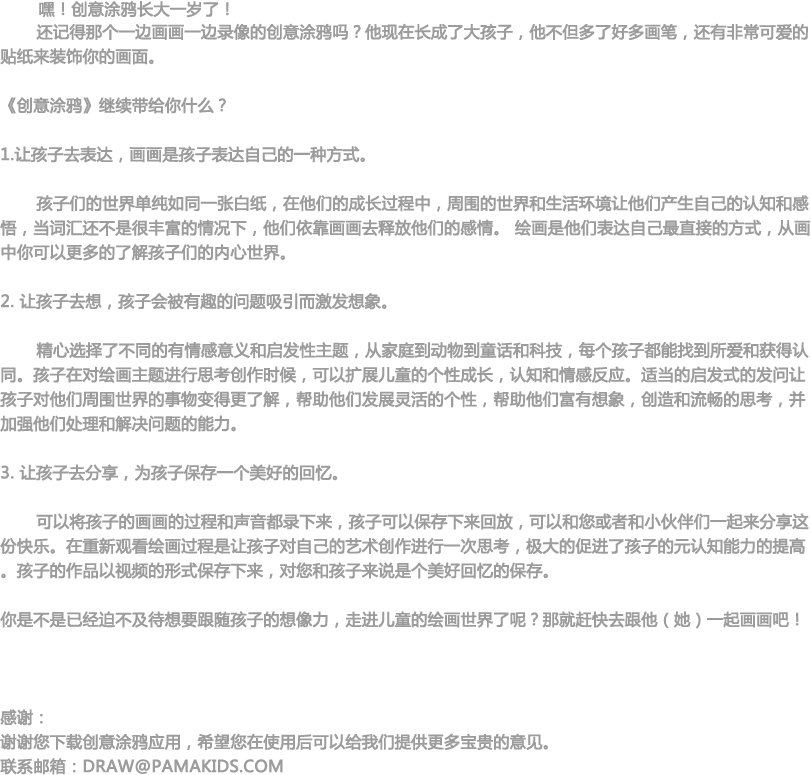 嘿！创意涂鸦长大一岁了！
还记得那个一边画画一边录像的创意涂鸦吗？他现在长成了大孩子，他不但多了好多画笔，还有非常可爱的
贴纸来装饰你的画面。
《创意涂鸦》继续带给你什么？
1.让孩子去表达，画画是孩子表达自己的一种方式。
孩子们的世界单纯如同一张白纸，在他们的成长过程中，周围的世界和生活环境让他们产生自己的认知和感
悟，当词汇还不是很丰富的情况下，他们依靠画画去释放他们的感情。 绘画是他们表达自己最直接的方式，从画
中你可以更多的了解孩子们的内心世界。
2. 让孩子去想，孩子会被有趣的问题吸引而激发想象。
精心选择了不同的有情感意义和启发性主题，从家庭到动物到童话和科技，每个孩子都能找到所爱和获得认
同。孩子在对绘画主题进行思考创作时候，可以扩展儿童的个性成长，认知和情感反应。适当的启发式的发问让
孩子对他们周围世界的事物变得更了解，帮助他们发展灵活的个性，帮助他们富有想象，创造和流畅的思考，并
加强他们处理和解决问题的能力。
3. 让孩子去分享，为孩子保存一个美好的回忆。
可以将孩子的画画的过程和声音都录下来，孩子可以保存下来回放，可以和您或者和小伙伴们一起来分享这
份快乐。在重新观看绘画过程是让孩子对自己的艺术创作进行一次思考，极大的促进了孩子的元认知能力的提高
。孩子的作品以视频的形式保存下来，对您和孩子来说是个美好回忆的保存。
你是不是已经迫不及待想要跟随孩子的想像力，走进儿童的绘画世界了呢？那就赶快去跟他（她）一起画画吧！
感谢：
谢谢您下载创意涂鸦应用，希望您在使用后可以给我们提供更多宝贵的意见。
联系邮箱：DRAW@PAMAKIDS.COM